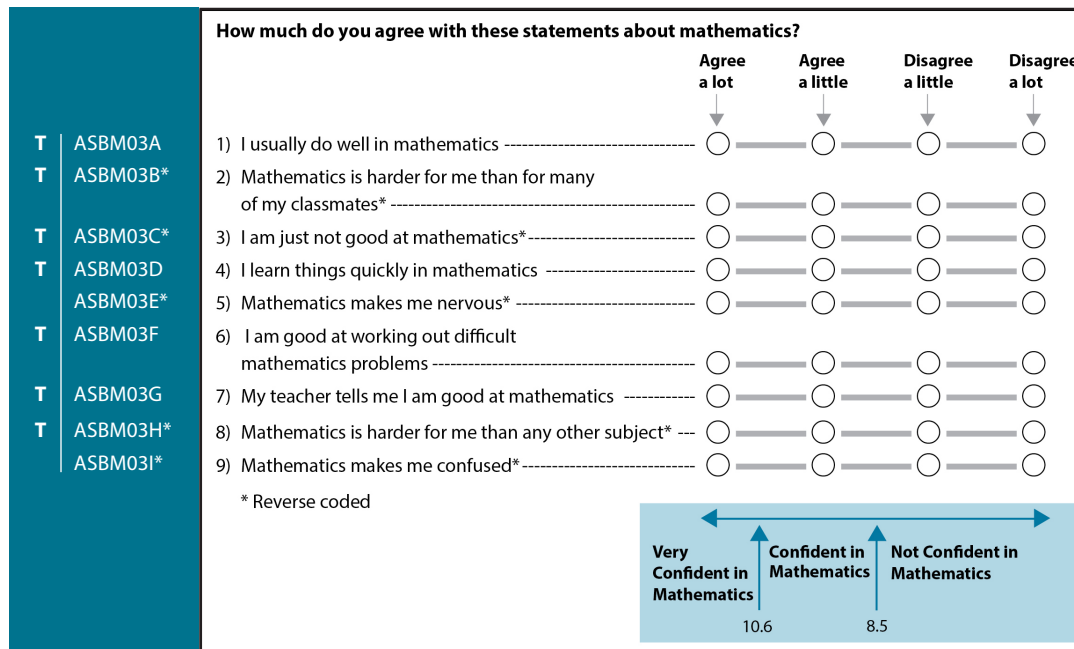 How much do you agree with these statements about mathematics?
Agree a lot
Agree a little
Disagree a little
Disagree a lot
T ASBM03A 1) I usually do well in mathematics
T ASBM03B* 2) Mathematics is harder for me than for many
of my classmates*
T ASBM03C* 3) I am just not good at mathematics*
T ASBM03D 4) I learn things quickly in mathematics
ASBM03E* 5) Mathematics makes me nervous*
T ASBM03F 6) I am good at working out difficult
mathematics problems
T ASBM03G 7) My teacher tells me I am good at mathematics
T ASBM03H* 8) Mathematics is harder for me than any other subject*
ASBM03I* 9) Mathematics makes me confused*
* Reverse coded
Very
Confident in
Mathematics
Confident in
Mathematics
Not Confident in
Mathematics
10.6
8.5